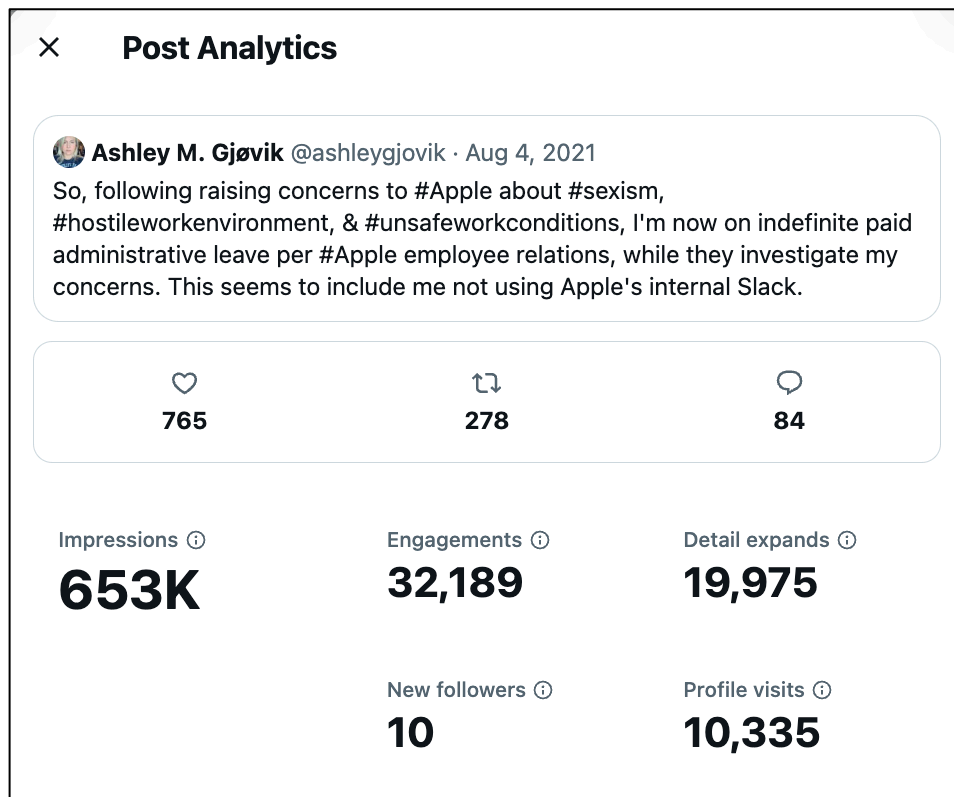 Post Analytics
Ashley M. Gjøvik @ashleygjovik · Aug 4, 2021
So, following raising concerns to #Apple about #sexism,
#hostileworkenvironment, & #unsafeworkconditions, I'm now on indefinite paid
administrative leave per #Apple employee relations, while they investigate my
concerns. This seems to include me not using Apple's internal Slack.
765 278 84
Impressions Engagements Detail expands
653K 32,189 19,975
New followers Profile visits
10 10,335